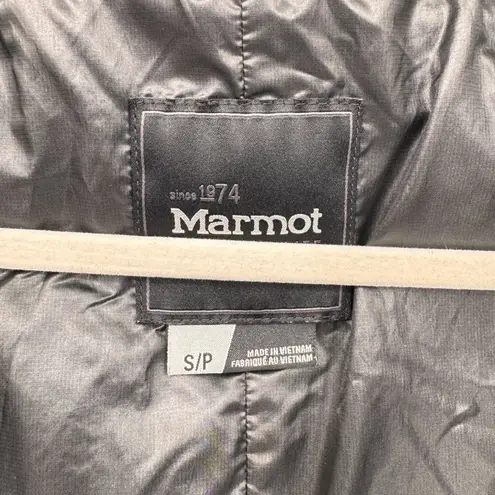 since 1974
Marmot
S/P
MADE IN VIETNAM
FABRIQUÉ AU VIETNAM